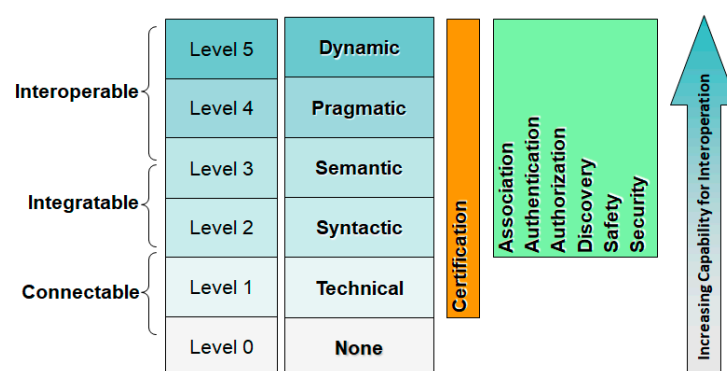 Interoperable
Integratable
Connectable
Level 5 Dynamic
Level 4 Pragmatic
Level 3 Semantic
Level 2 Syntactic
Level 1 Technical
Level 0 None
Certification
Association
Authentication
Authorization
Discovery
Safety
Security
Increasing Capability for Interoperation